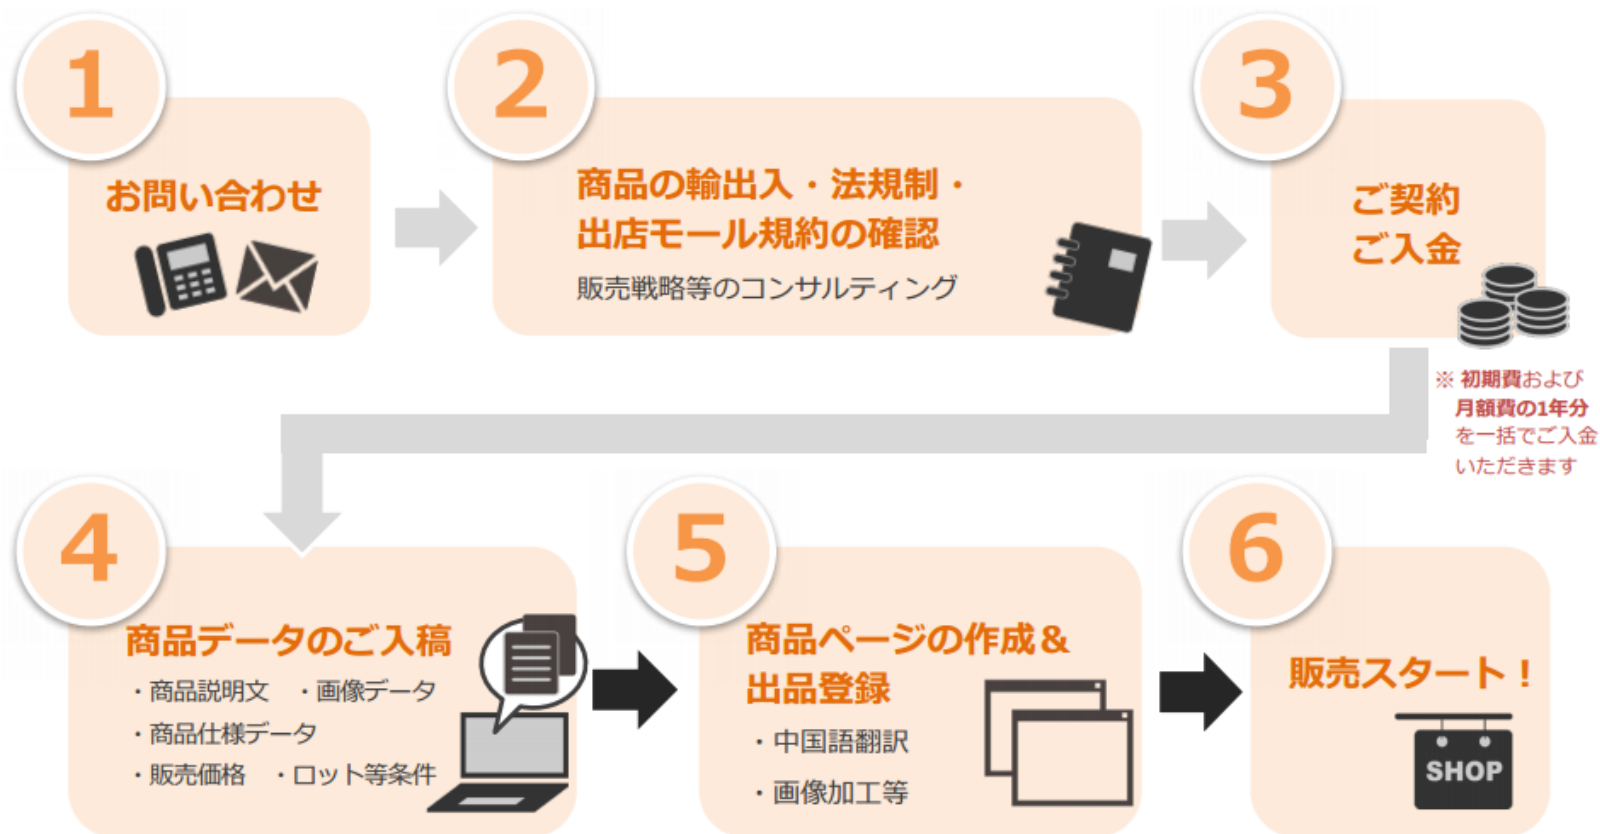 1
お問い合わせ
2
商品の輸出入・法規制・
出店モール規約の確認
販売戦略等のコンサルティング
3
ご契約
ご入金
※ 初期費および
月額費の1年分
を一括でご入金
いただきます
4
商品データのご入稿
・商品説明文 ・画像データ
・商品仕様データ
・販売価格 ・ロット等条件
5
商品ページの作成＆
出品登録
・中国語翻訳
・画像加工等
6
販売スタート！
SHOP